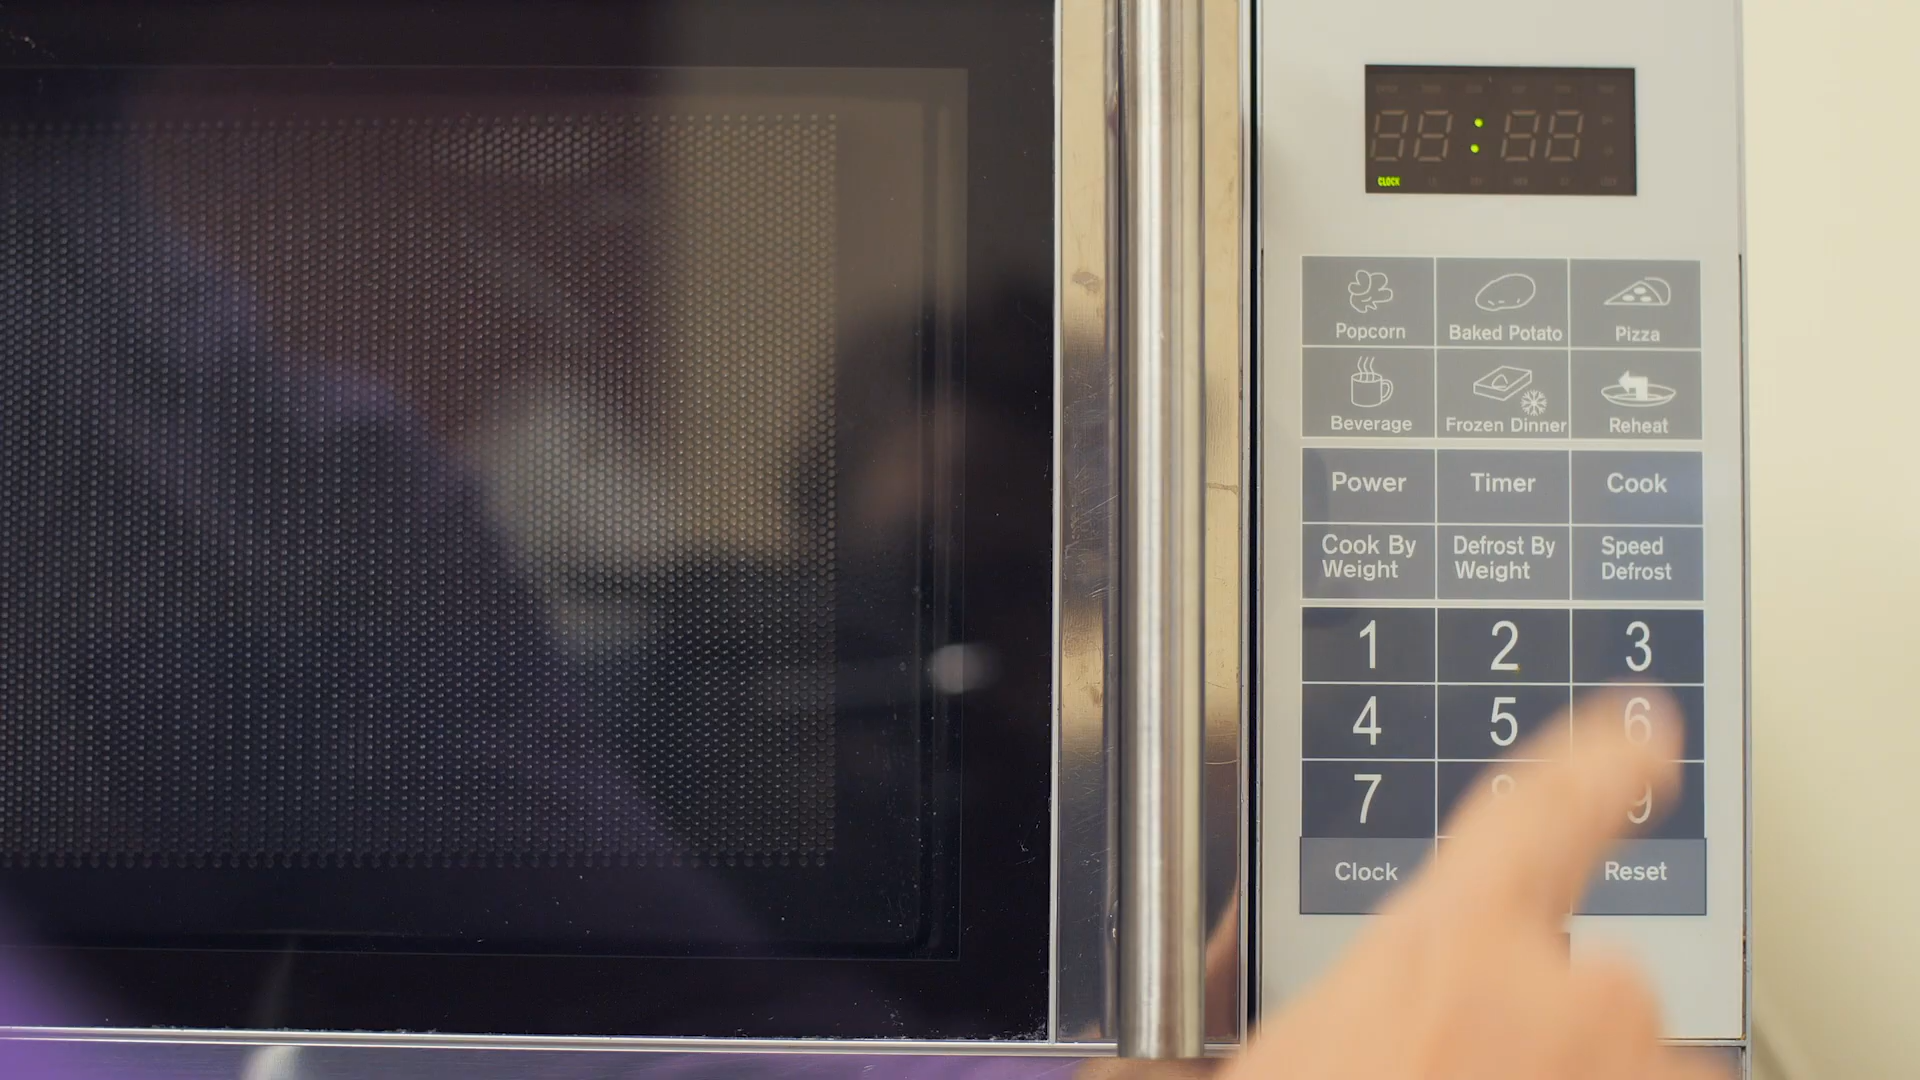 CLOCK
Popcorn
Baked Potato
Pizza
Beverage
Frozen Dinner
Reheat
Power
Timer
Cook
Cook By
Weight
Defrost By
Weight
Speed
Defrost
1
2
3
4
5
6
7
8
9
Clock
Reset